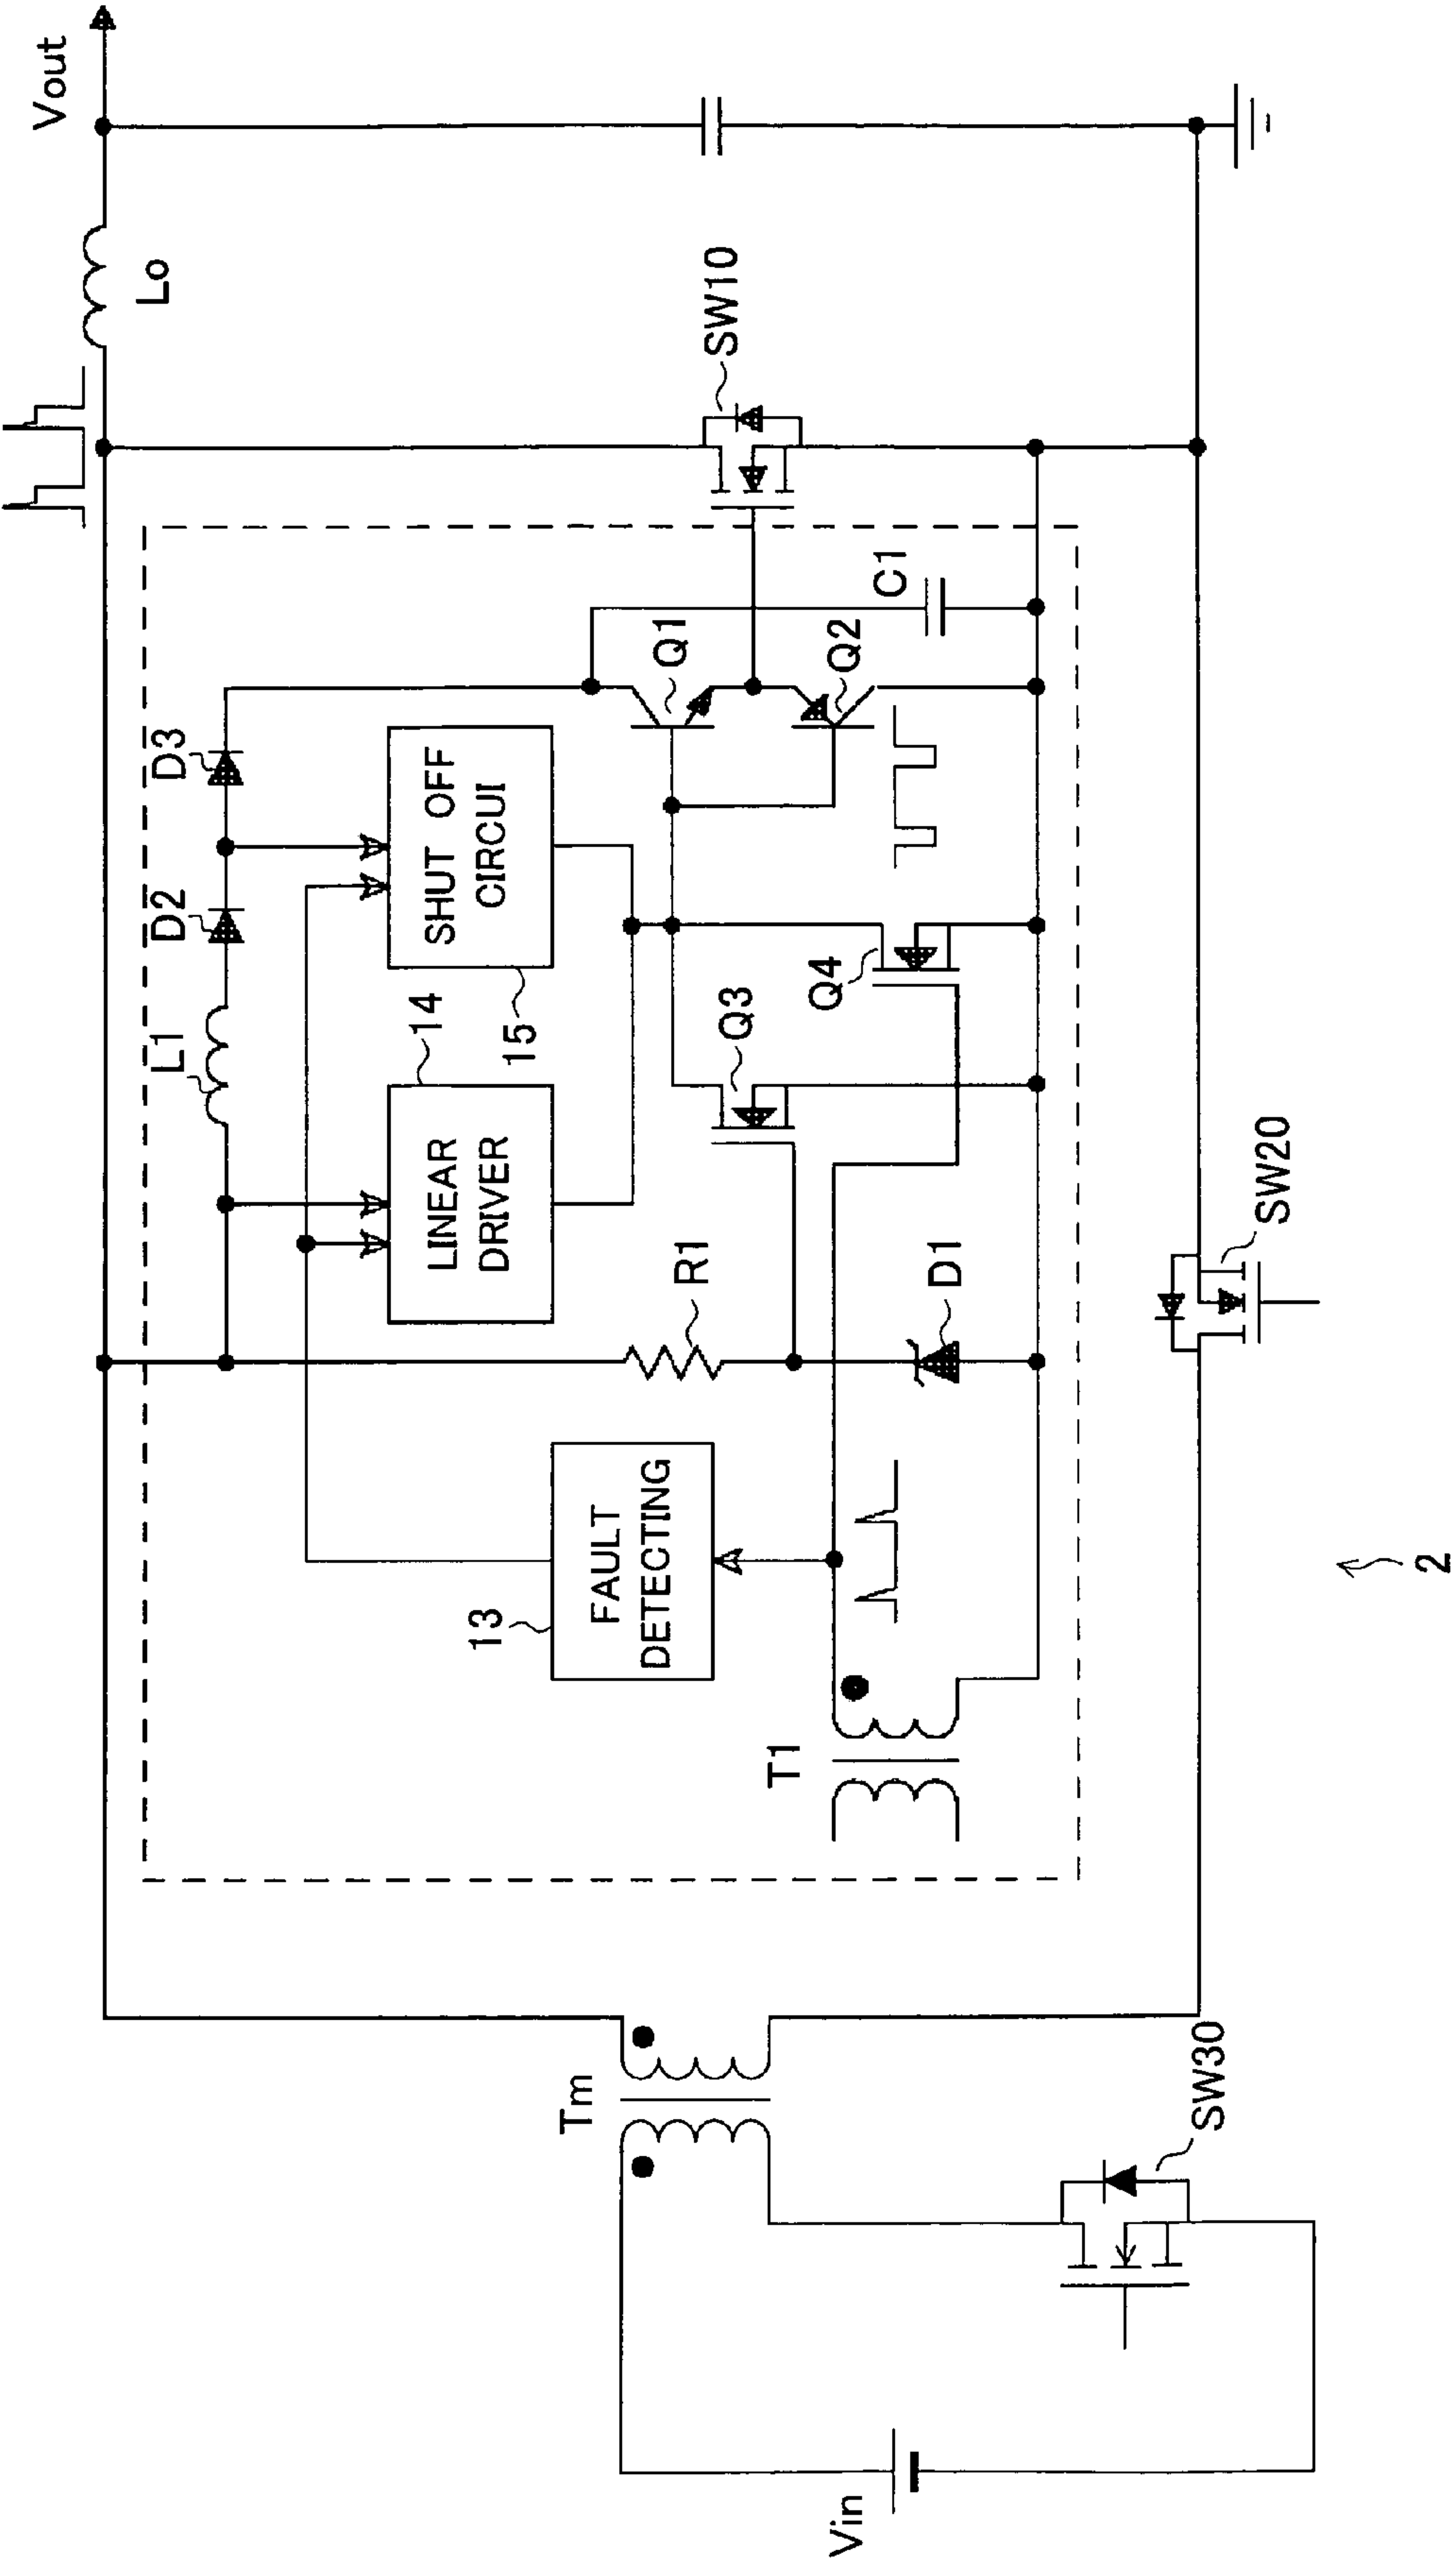 Vout
Lo
SW10
D3
D2
L1
SHUT OFF
CIRCUI
15
LINEAR
DRIVER
14
Q1
Q2
C1
Q3
Q4
R1
D1
FAULT
DETECTING
13
T1
SW20
Tm
SW30
Vin
2